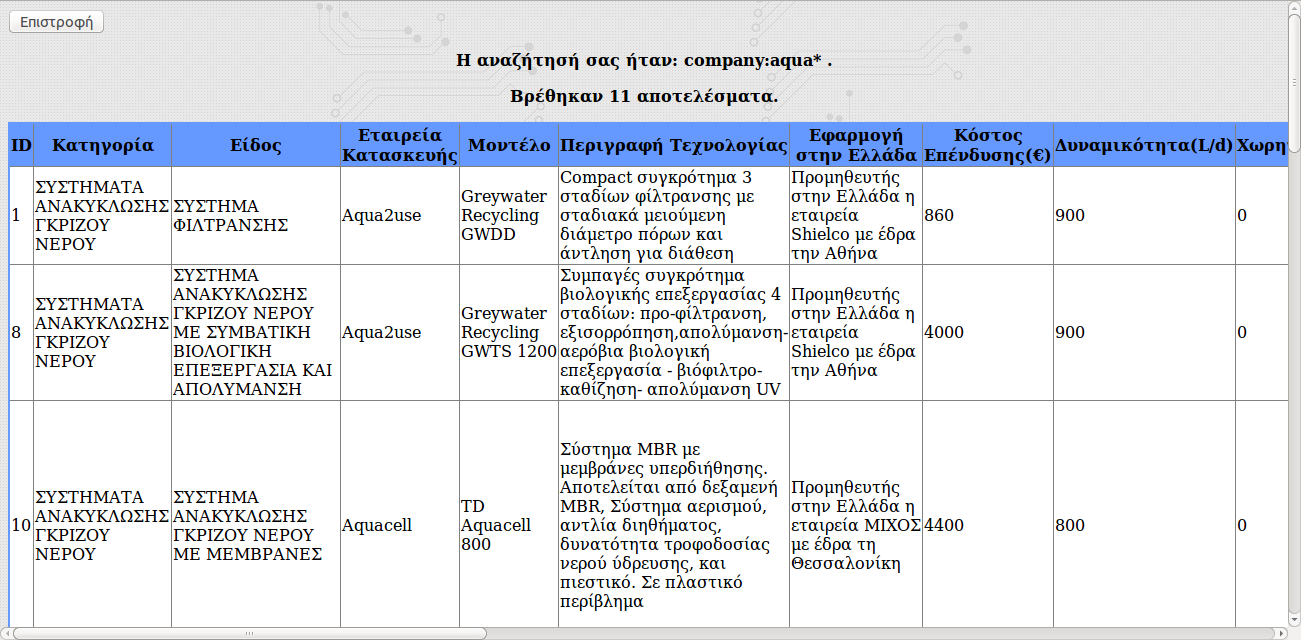 Επιστροφή
Η αναζήτησή σας ήταν: company:aqua* .
Βρέθηκαν 11 αποτελέσματα.
ID
Κατηγορία
Είδος
Εταιρεία
Κατασκευής
Μοντέλο
Περιγραφή Τεχνολογίας
Εφαρμογή
στην Ελλάδα
Κόστος
Επένδυσης(€)
Δυναμικότητα(L/d)
1
ΣΥΣΤΗΜΑΤΑ
ΑΝΑΚΥΚΛΩΣΗΣ
ΓΚΡΙΖΟΥ
ΝΕΡΟΥ
ΣΥΣΤΗΜΑ
ΦΙΛΤΡΑΝΣΗΣ
Aqua2use
Greywater
Recycling
GWDD
Compact συγκρότημα 3
σταδίων φίλτρανσης με
σταδιακά μειούμενη
διάμετρο πόρων και
άντληση για διάθεση
Προμηθευτής
στην Ελλάδα η
εταιρεία
Shielco με έδρα
την Αθήνα
860
900
0
8
ΣΥΣΤΗΜΑΤΑ
ΑΝΑΚΥΚΛΩΣΗΣ
ΓΚΡΙΖΟΥ
ΝΕΡΟΥ
ΣΥΣΤΗΜΑ
ΑΝΑΚΥΚΛΩΣΗΣ
ΓΚΡΙΖΟΥ ΝΕΡΟΥ
ΜΕ ΣΥΜΒΑΤΙΚΗ
ΒΙΟΛΟΓΙΚΗ
ΕΠΕΞΕΡΓΑΣΙΑ ΚΑΙ
ΑΠΟΛΥΜΑΝΣΗ
Aqua2use
Greywater
Recycling
GWTS 1200
Συμπαγές συγκρότημα
βιολογικής επεξεργασίας 4
σταδίων: προ-φίλτρανση,
εξισορρόπηση,απολύμανση-
αερόβια βιολογική
επεξεργασία - βιόφιλτρο-
καθίζηση- απολύμανση UV
Προμηθευτής
στην Ελλάδα η
εταιρεία
Shielco με έδρα
την Αθήνα
4000
900
0
10
ΣΥΣΤΗΜΑΤΑ
ΑΝΑΚΥΚΛΩΣΗΣ
ΓΚΡΙΖΟΥ
ΝΕΡΟΥ
ΣΥΣΤΗΜΑ
ΑΝΑΚΥΚΛΩΣΗΣ
ΓΚΡΙΖΟΥ ΝΕΡΟΥ
ΜΕ ΜΕΜΒΡΑΝΕΣ
Aquacell
TD
Aquacell
800
Σύστημα MBR με
μεμβράνες υπερδιήθησης.
Αποτελείται από δεξαμενή
MBR, Σύστημα αερισμού,
αντλία διηθήματος,
δυνατότητα τροφοδοσίας
νερού ύδρευσης, και
πιεστικό. Σε πλαστικό
περίβλημα
Προμηθευτής
στην Ελλάδα η
εταιρεία ΜΙΧΟΣ
με έδρα τη
Θεσσαλονίκη
4400
800
0